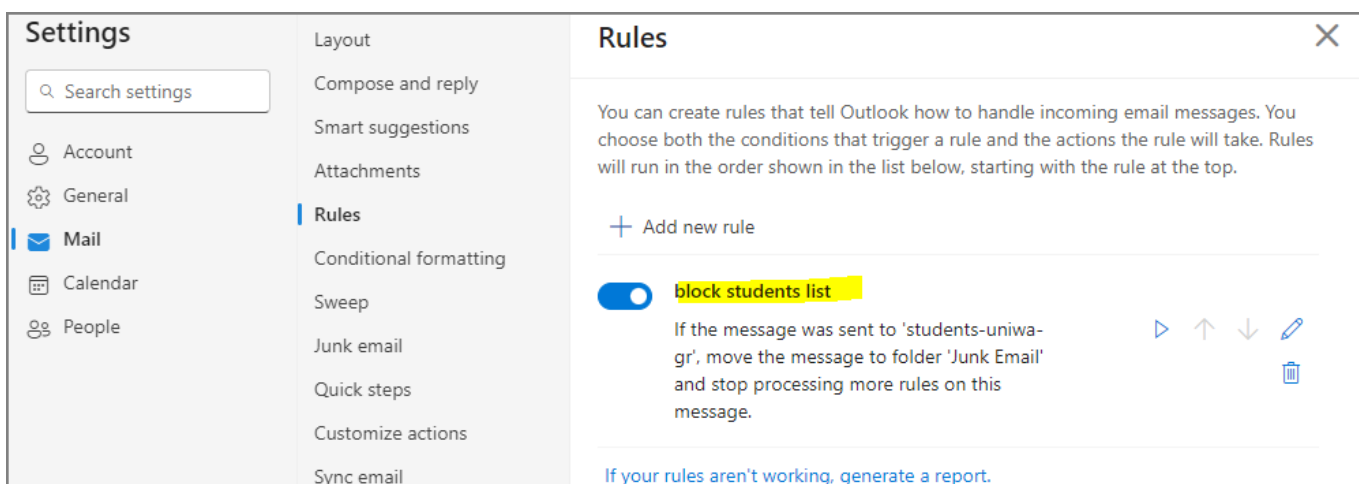 Settings
Search settings
Account
General
Mail
Calendar
People
Layout
Compose and reply
Smart suggestions
Attachments
Rules
Conditional formatting
Sweep
Junk email
Quick steps
Customize actions
Sync email
Rules
You can create rules that tell Outlook how to handle incoming email messages. You
choose both the conditions that trigger a rule and the actions the rule will take. Rules
will run in the order shown in the list below, starting with the rule at the top.
Add new rule
block students list
If the message was sent to 'students-uniwa-
gr', move the message to folder 'Junk Email'
and stop processing more rules on this
message.
If your rules aren't working, generate a report.